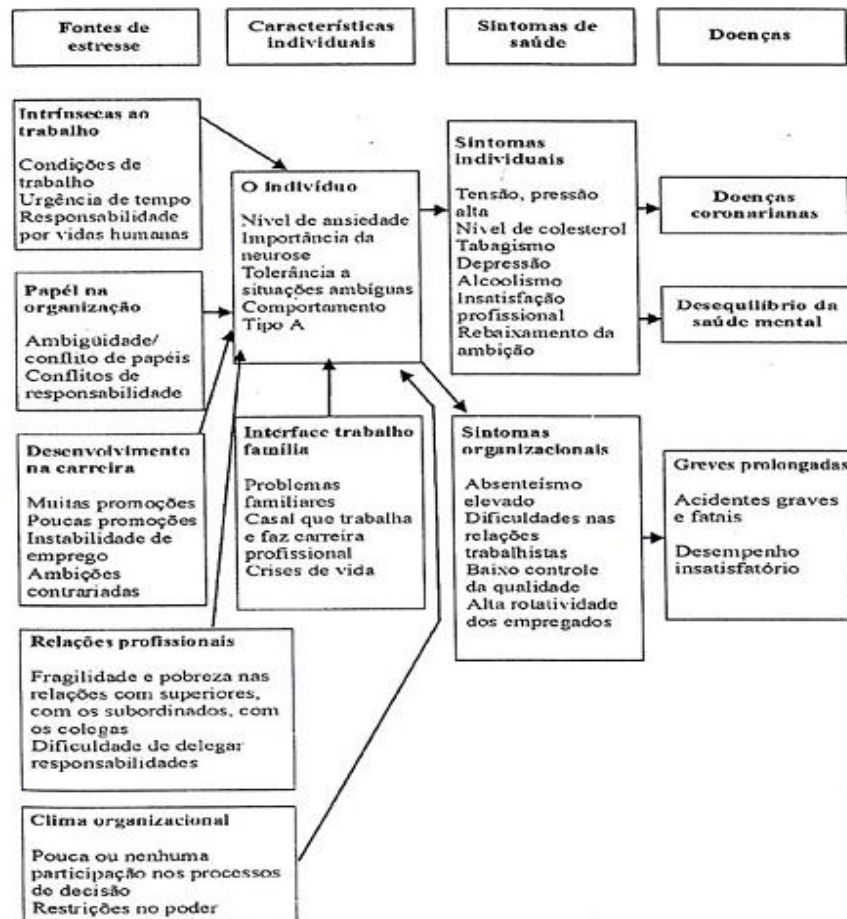 Fontes de
estresse
Características
individuais
Sintomas de
saúde
Doenças
Intrínsecas ao
trabalho
Condições de
trabalho
Urgência de tempo
Responsabilidade
por vidas humanas
Papél na
organização
Ambigüidade/
conflito de papéis
Conflitos de
responsabilidade
Desenvolvimento
na carreira
Muitas promoções
Poucas promoções
Instabilidade de
emprego
Ambições
contrariadas
Relações profissionais
Fragilidade e pobreza nas
relações com superiores,
com os subordinados, com
os colegas
Dificuldade de delegar
responsabilidades
Clima organizacional
Pouca ou nenhuma
participação nos processos
de decisão
Restrições no poder
O indivíduo
Nível de ansiedade
Importância da
neurose
Tolerância a
situações ambíguas
Comportamento
Tipo A
Interface trabalho
família
Problemas
familiares
Casal que trabalha
e faz carreira
profissional
Crises de vida
Sintomas
individuais
Tensão, pressão
alta
Nivel de colesterol
Tabagismo
Depressão
Alcoolismo
Insatisfação
profissional
Rebaixamento da
ambição
Sintomas
organizacionais
Absenteísmo
elevado
Dificuldades nas
relações
trabalhistas
Baixo controle
da qualidade
Alta rotatividade
dos empregados
Doenças
coronarianas
Desequilíbrio da
saúde mental
Greves prolongadas
Acidentes graves
e fatais
Desempenho
insatisfatório